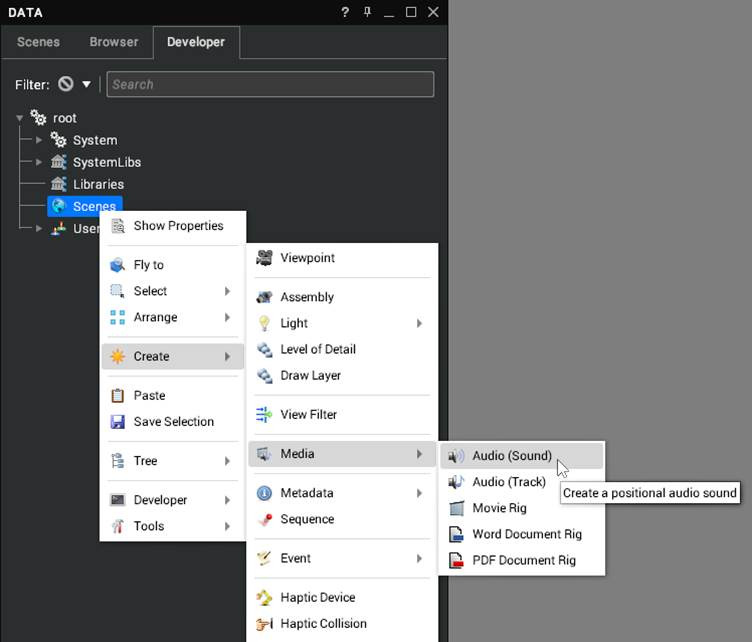 DATA
Scenes Browser Developer
Filter: Search
root
System
SystemLibs
Libraries
Scenes
User
Show Properties
Fly to
Select
Arrange
Create
Paste
Save Selection
Tree
Developer
Tools
Viewpoint
Assembly
Light
Level of Detail
Draw Layer
View Filter
Media
Metadata
Sequence
Event
Haptic Device
Haptic Collision
Audio (Sound)
Audio (Track)
Movie Rig
Word Document Rig
PDF Document Rig
Create a positional audio sound